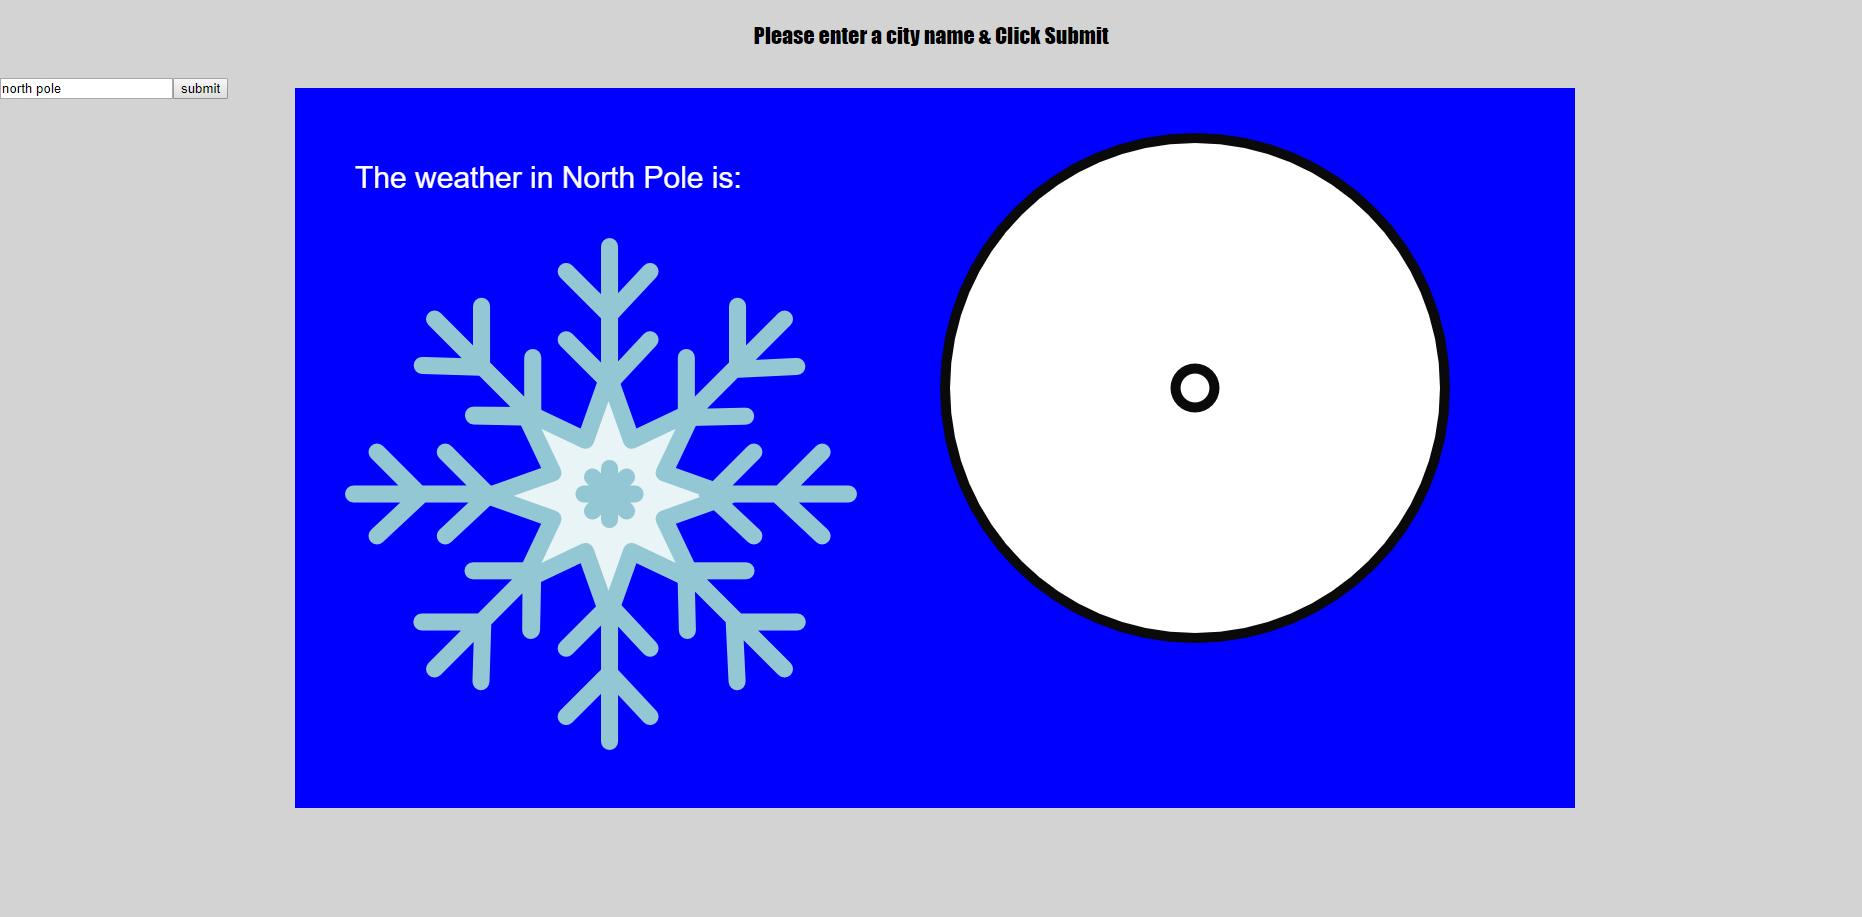 Please enter a city name & Click Submit
north pole
submit
The weather in North Pole is: